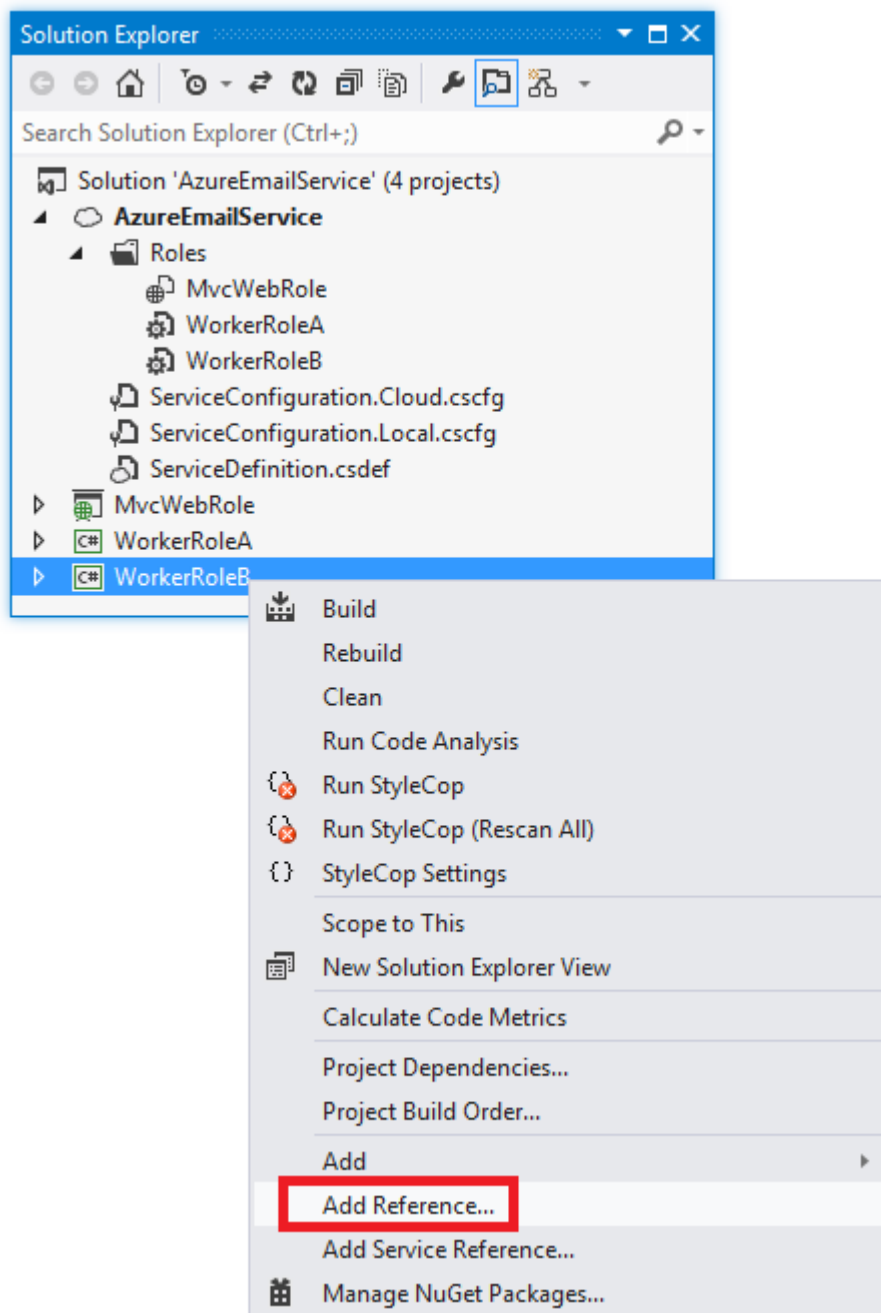 Solution Explorer
Search Solution Explorer (Ctrl+;)
Solution 'AzureEmailService' (4 projects)
AzureEmailService
Roles
MvcWebRole
WorkerRoleA
WorkerRoleB
ServiceConfiguration.Cloud.cscfg
ServiceConfiguration.Local.cscfg
ServiceDefinition.csdef
MvcWebRole
C# WorkerRoleA
C# WorkerRoleB
Build
Rebuild
Clean
Run Code Analysis
Run StyleCop
Run StyleCop (Rescan All)
{} StyleCop Settings
Scope to This
New Solution Explorer View
Calculate Code Metrics
Project Dependencies...
Project Build Order...
Add
Add Reference...
Add Service Reference...
Manage NuGet Packages...